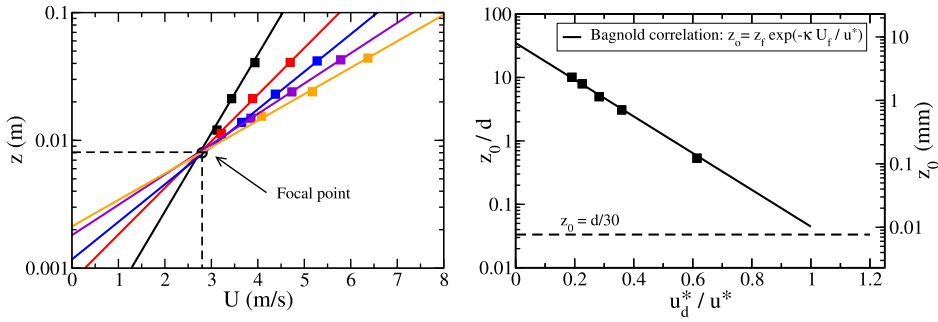 0.1
0.01
0.001
z (m)
0 1 2 3 4 5 6 7 8
U (m/s)
Focal point
100
10
1
0.1
0.01
z0 / d
Bagnold correlation: zo= zf exp(-κ Uf / u*)
z0 = d/30
0 0.2 0.4 0.6 0.8 1 1.2
u*d / u*
10
1
0.1
0.01
z0 (mm)